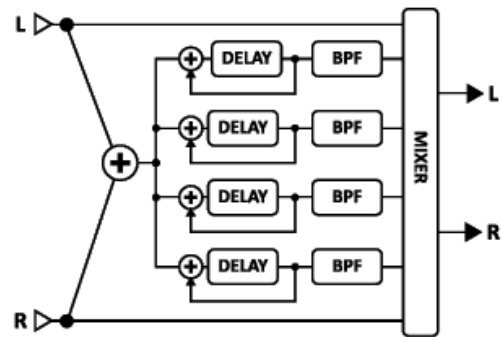 L
+ DELAY BPF
L
+ DELAY BPF
+
MIXER
+ DELAY BPF
R
+ DELAY BPF
R